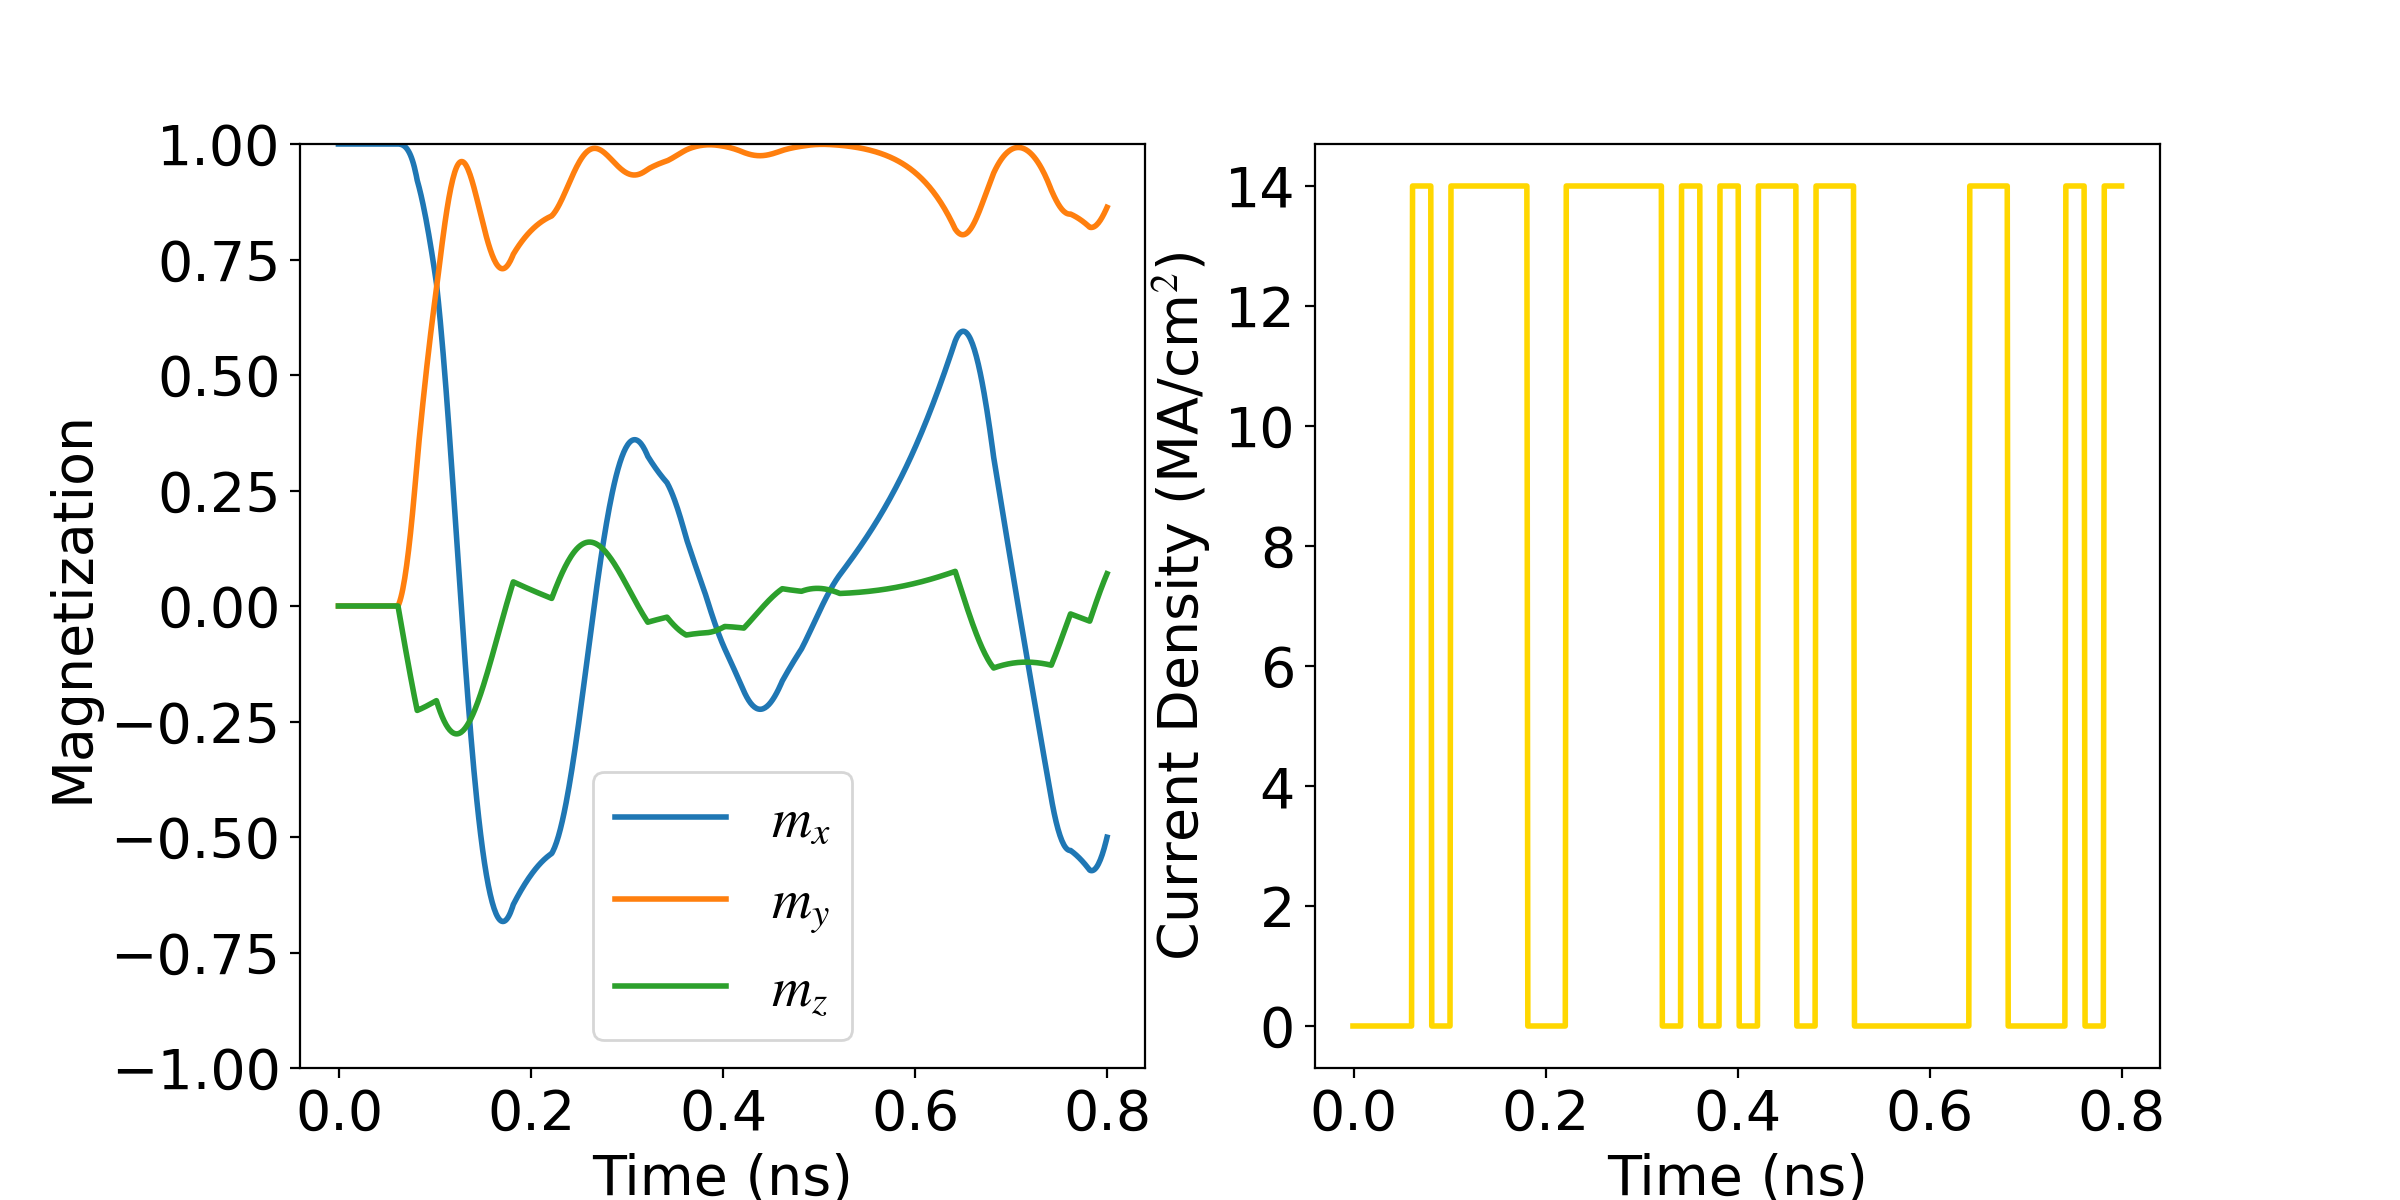 Magnetization
1.00
0.75
0.50
0.25
0.00
−0.25
−0.50
−0.75
−1.00
0.0 0.2 0.4 0.6 0.8
Time (ns)
m_x
m_y
m_z
Current Density (MA/cm²)
14
12
10
8
6
4
2
0
0.0 0.2 0.4 0.6 0.8
Time (ns)